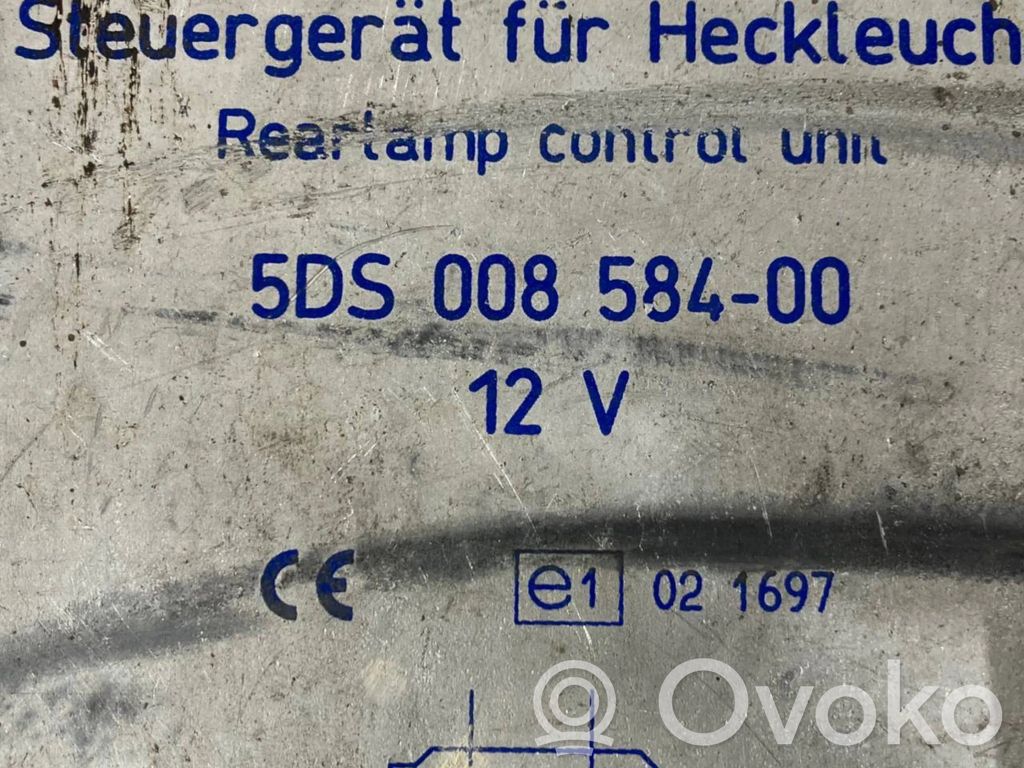 Steuergerät für Heckleuch
Rearlamp control unit
5DS 008 584-00
12 V
CE e1 02 1697
Ovoko